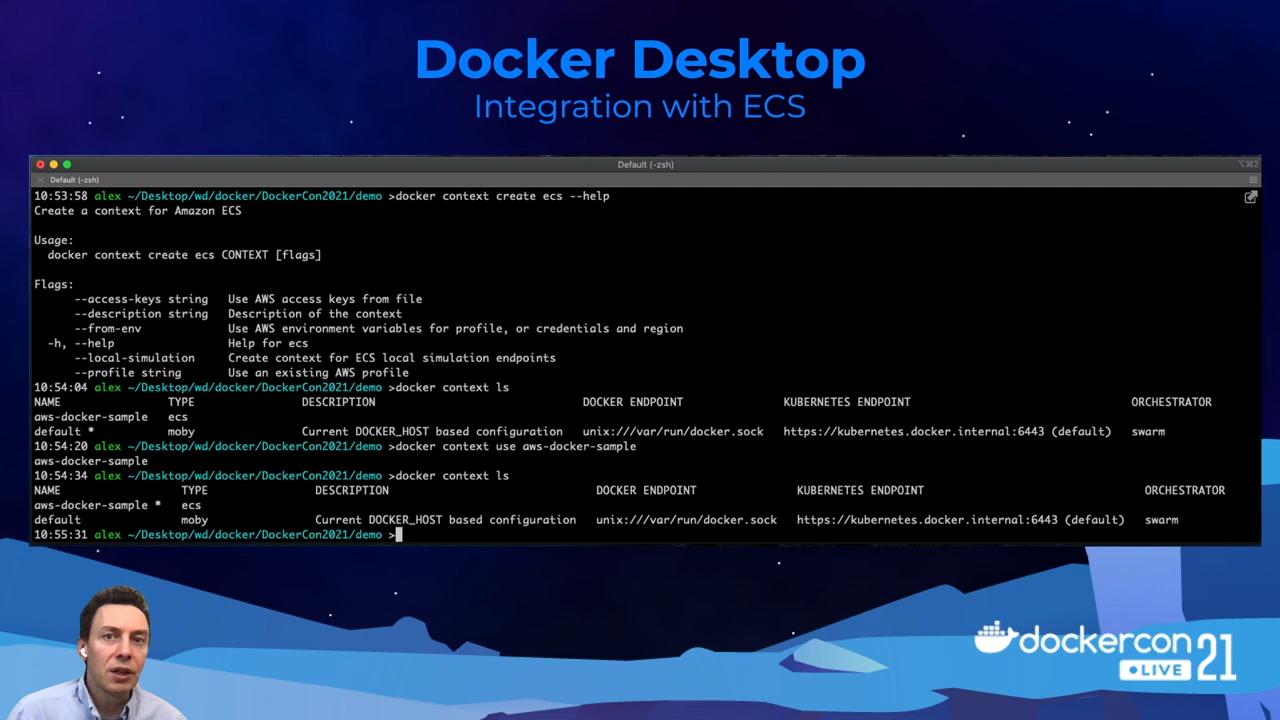 Docker Desktop
Integration with ECS
Default (-zsh)
⌥⌘2
Default (-zsh)
10:53:58 alex ~/Desktop/wd/docker/DockerCon2021/demo >docker context create ecs --help
Create a context for Amazon ECS
Usage:
docker context create ecs CONTEXT [flags]
Flags:
--access-keys string Use AWS access keys from file
--description string Description of the context
--from-env Use AWS environment variables for profile, or credentials and region
-h, --help Help for ecs
--local-simulation Create context for ECS local simulation endpoints
--profile string Use an existing AWS profile
10:54:04 alex ~/Desktop/wd/docker/DockerCon2021/demo >docker context ls
NAME TYPE DESCRIPTION DOCKER ENDPOINT KUBERNETES ENDPOINT ORCHESTRATOR
aws-docker-sample ecs
default * moby Current DOCKER_HOST based configuration unix:///var/run/docker.sock https://kubernetes.docker.internal:6443 (default) swarm
10:54:20 alex ~/Desktop/wd/docker/DockerCon2021/demo >docker context use aws-docker-sample
aws-docker-sample
10:54:34 alex ~/Desktop/wd/docker/DockerCon2021/demo >docker context ls
NAME TYPE DESCRIPTION DOCKER ENDPOINT KUBERNETES ENDPOINT ORCHESTRATOR
aws-docker-sample * ecs
default moby Current DOCKER_HOST based configuration unix:///var/run/docker.sock https://kubernetes.docker.internal:6443 (default) swarm
10:55:31 alex ~/Desktop/wd/docker/DockerCon2021/demo >
dockercon 21
LIVE